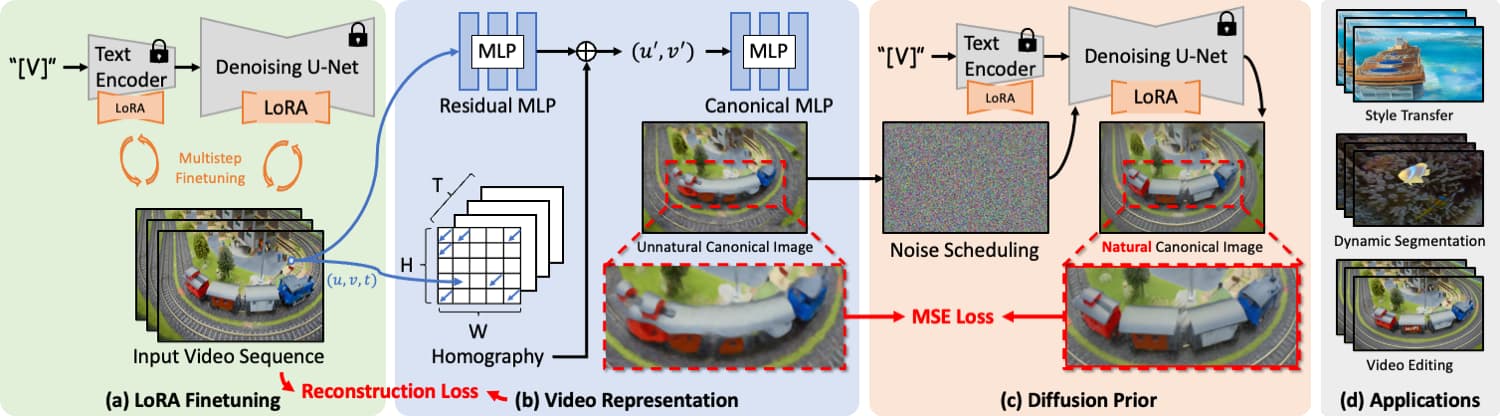 "[V]"
Text
Encoder
LoRA
Denoising U-Net
LoRA
Multistep
Finetuning
(u, v, t)
Input Video Sequence
(a) LoRA Finetuning
Reconstruction Loss
MLP
Residual MLP
(u′, v′)
MLP
Canonical MLP
T
H
W
Homography
Unnatural Canonical Image
(b) Video Representation
"[V]"
Text
Encoder
LoRA
Denoising U-Net
LoRA
Noise Scheduling
Natural Canonical Image
MSE Loss
(c) Diffusion Prior
Style Transfer
Dynamic Segmentation
Video Editing
(d) Applications